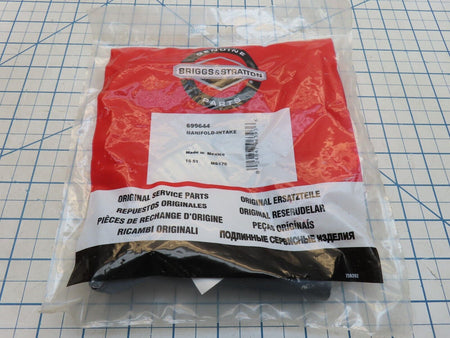 GENUINE
BRIGGS&STRATTON
PARTS
699644
MANIFOLD-INTAKE
Made in Mexico
ORIGINAL SERVICE PARTS
REPUESTOS ORIGINALES
PIÈCES DE RECHANGE D'ORIGINE
RICAMBI ORIGINALI
ORIGINAL ERSATZTEILE
ORIGINAL RESERVDELAR
PEÇAS ORIGINAIS
ПОДЛИННЫЕ СЕРВИСНЫЕ ИЗДЕЛИЯ